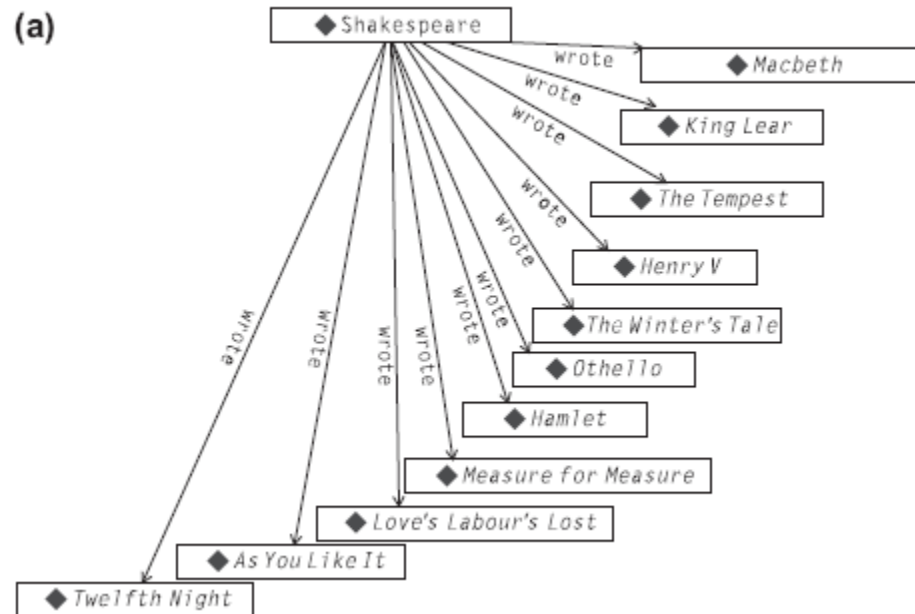 (a)
Shakespeare
wrote
Macbeth
wrote
King Lear
wrote
The Tempest
wrote
Henry V
wrote
The Winter's Tale
wrote
Othello
wrote
Hamlet
wrote
Measure for Measure
wrote
Love's Labour's Lost
wrote
As You Like It
wrote
Twelfth Night